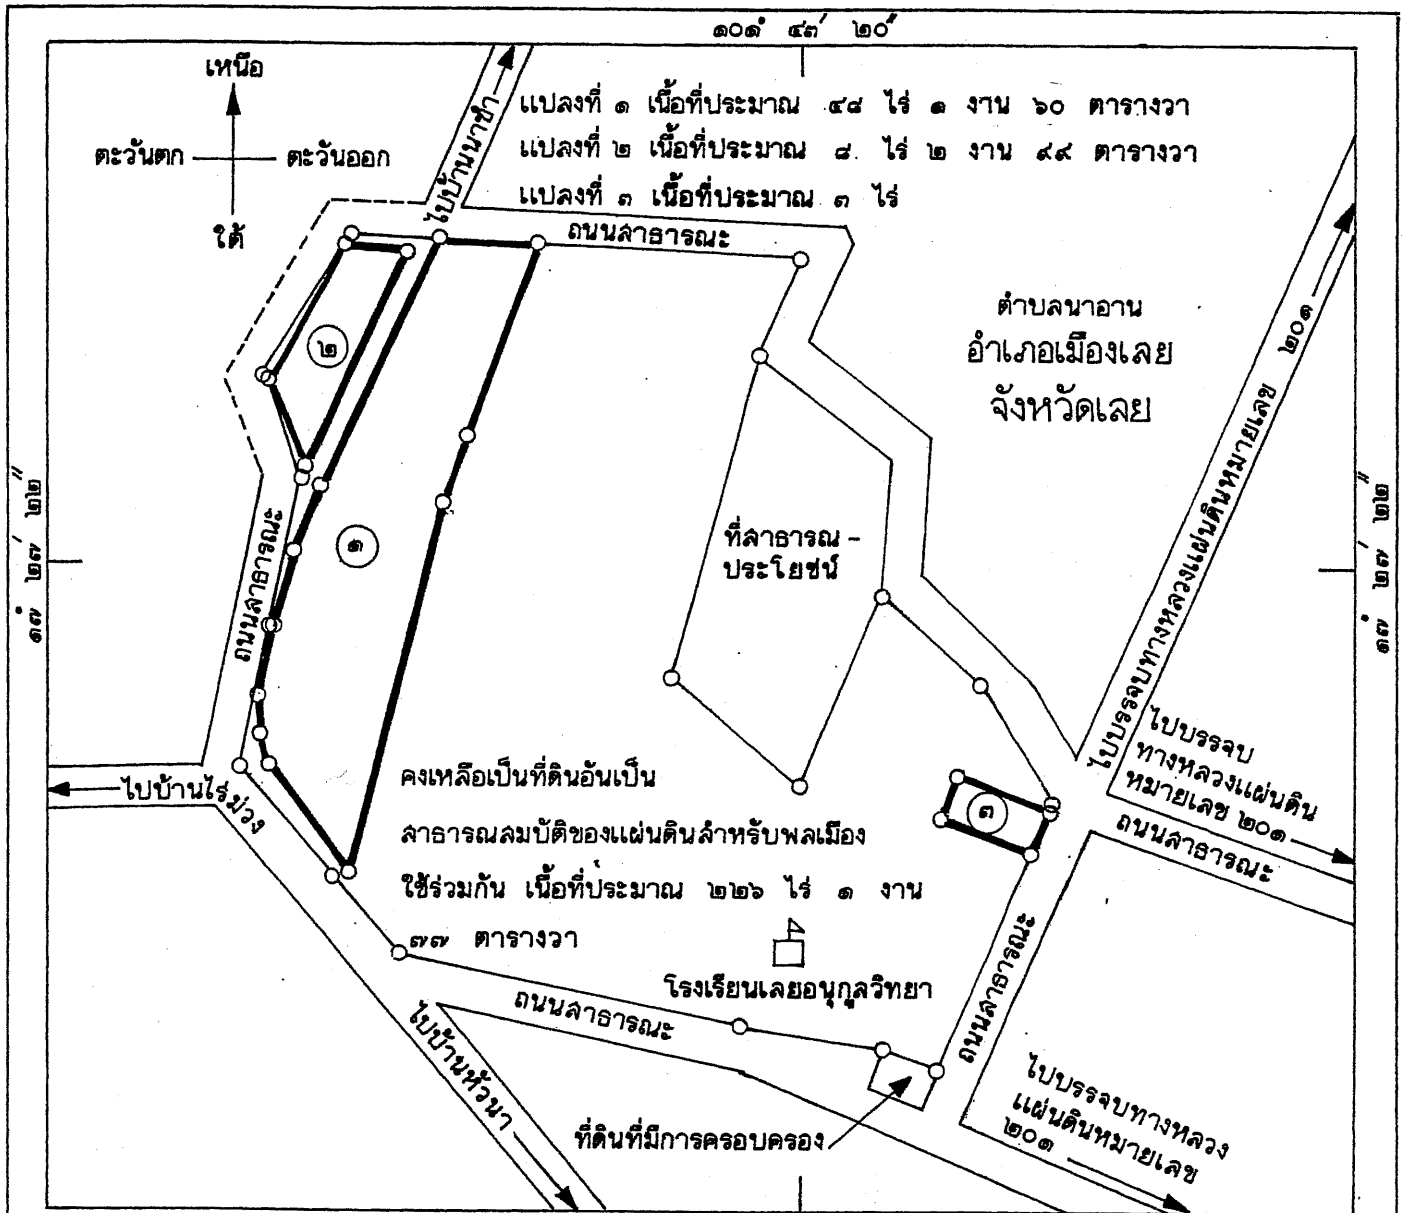 ๑๐๑° ๔๗′ ๒๐″
เหนือ
ตะวันตก
ตะวันออก
ใต้
ไปบ้านนาซำ
แปลงที่ ๑ เนื้อที่ประมาณ ๔๘ ไร่ ๑ งาน ๖๐ ตารางวา
แปลงที่ ๒ เนื้อที่ประมาณ ๘ ไร่ ๒ งาน ๙๙ ตารางวา
แปลงที่ ๓ เนื้อที่ประมาณ ๓ ไร่
ถนนสาธารณะ
ตำบลนาอาน
อำเภอเมืองเลย
จังหวัดเลย
ไปบรรจบทางหลวงแผ่นดินหมายเลข ๒๐๑
๒
๑
ถนนสาธารณะ
๑๗° ๒๗′ ๒๒″
๑๗° ๒๗′ ๒๒″
ที่สาธารณ-
ประโยชน์
ไปบ้านไร่ม่วง
คงเหลือเป็นที่ดินอันเป็น
สาธารณสมบัติของแผ่นดินสำหรับพลเมือง
ใช้ร่วมกัน เนื้อที่ประมาณ ๒๒๖ ไร่ ๑ งาน
๗๗ ตารางวา
๓
ไปบรรจบ
ทางหลวงแผ่นดิน
หมายเลข ๒๐๑
ถนนสาธารณะ
โรงเรียนเลยอนุกูลวิทยา
ถนนสาธารณะ
ถนนสาธารณะ
ไปบ้านหัวนา
ที่ดินที่มีการครอบครอง
ไปบรรจบทางหลวง
แผ่นดินหมายเลข
๒๐๑